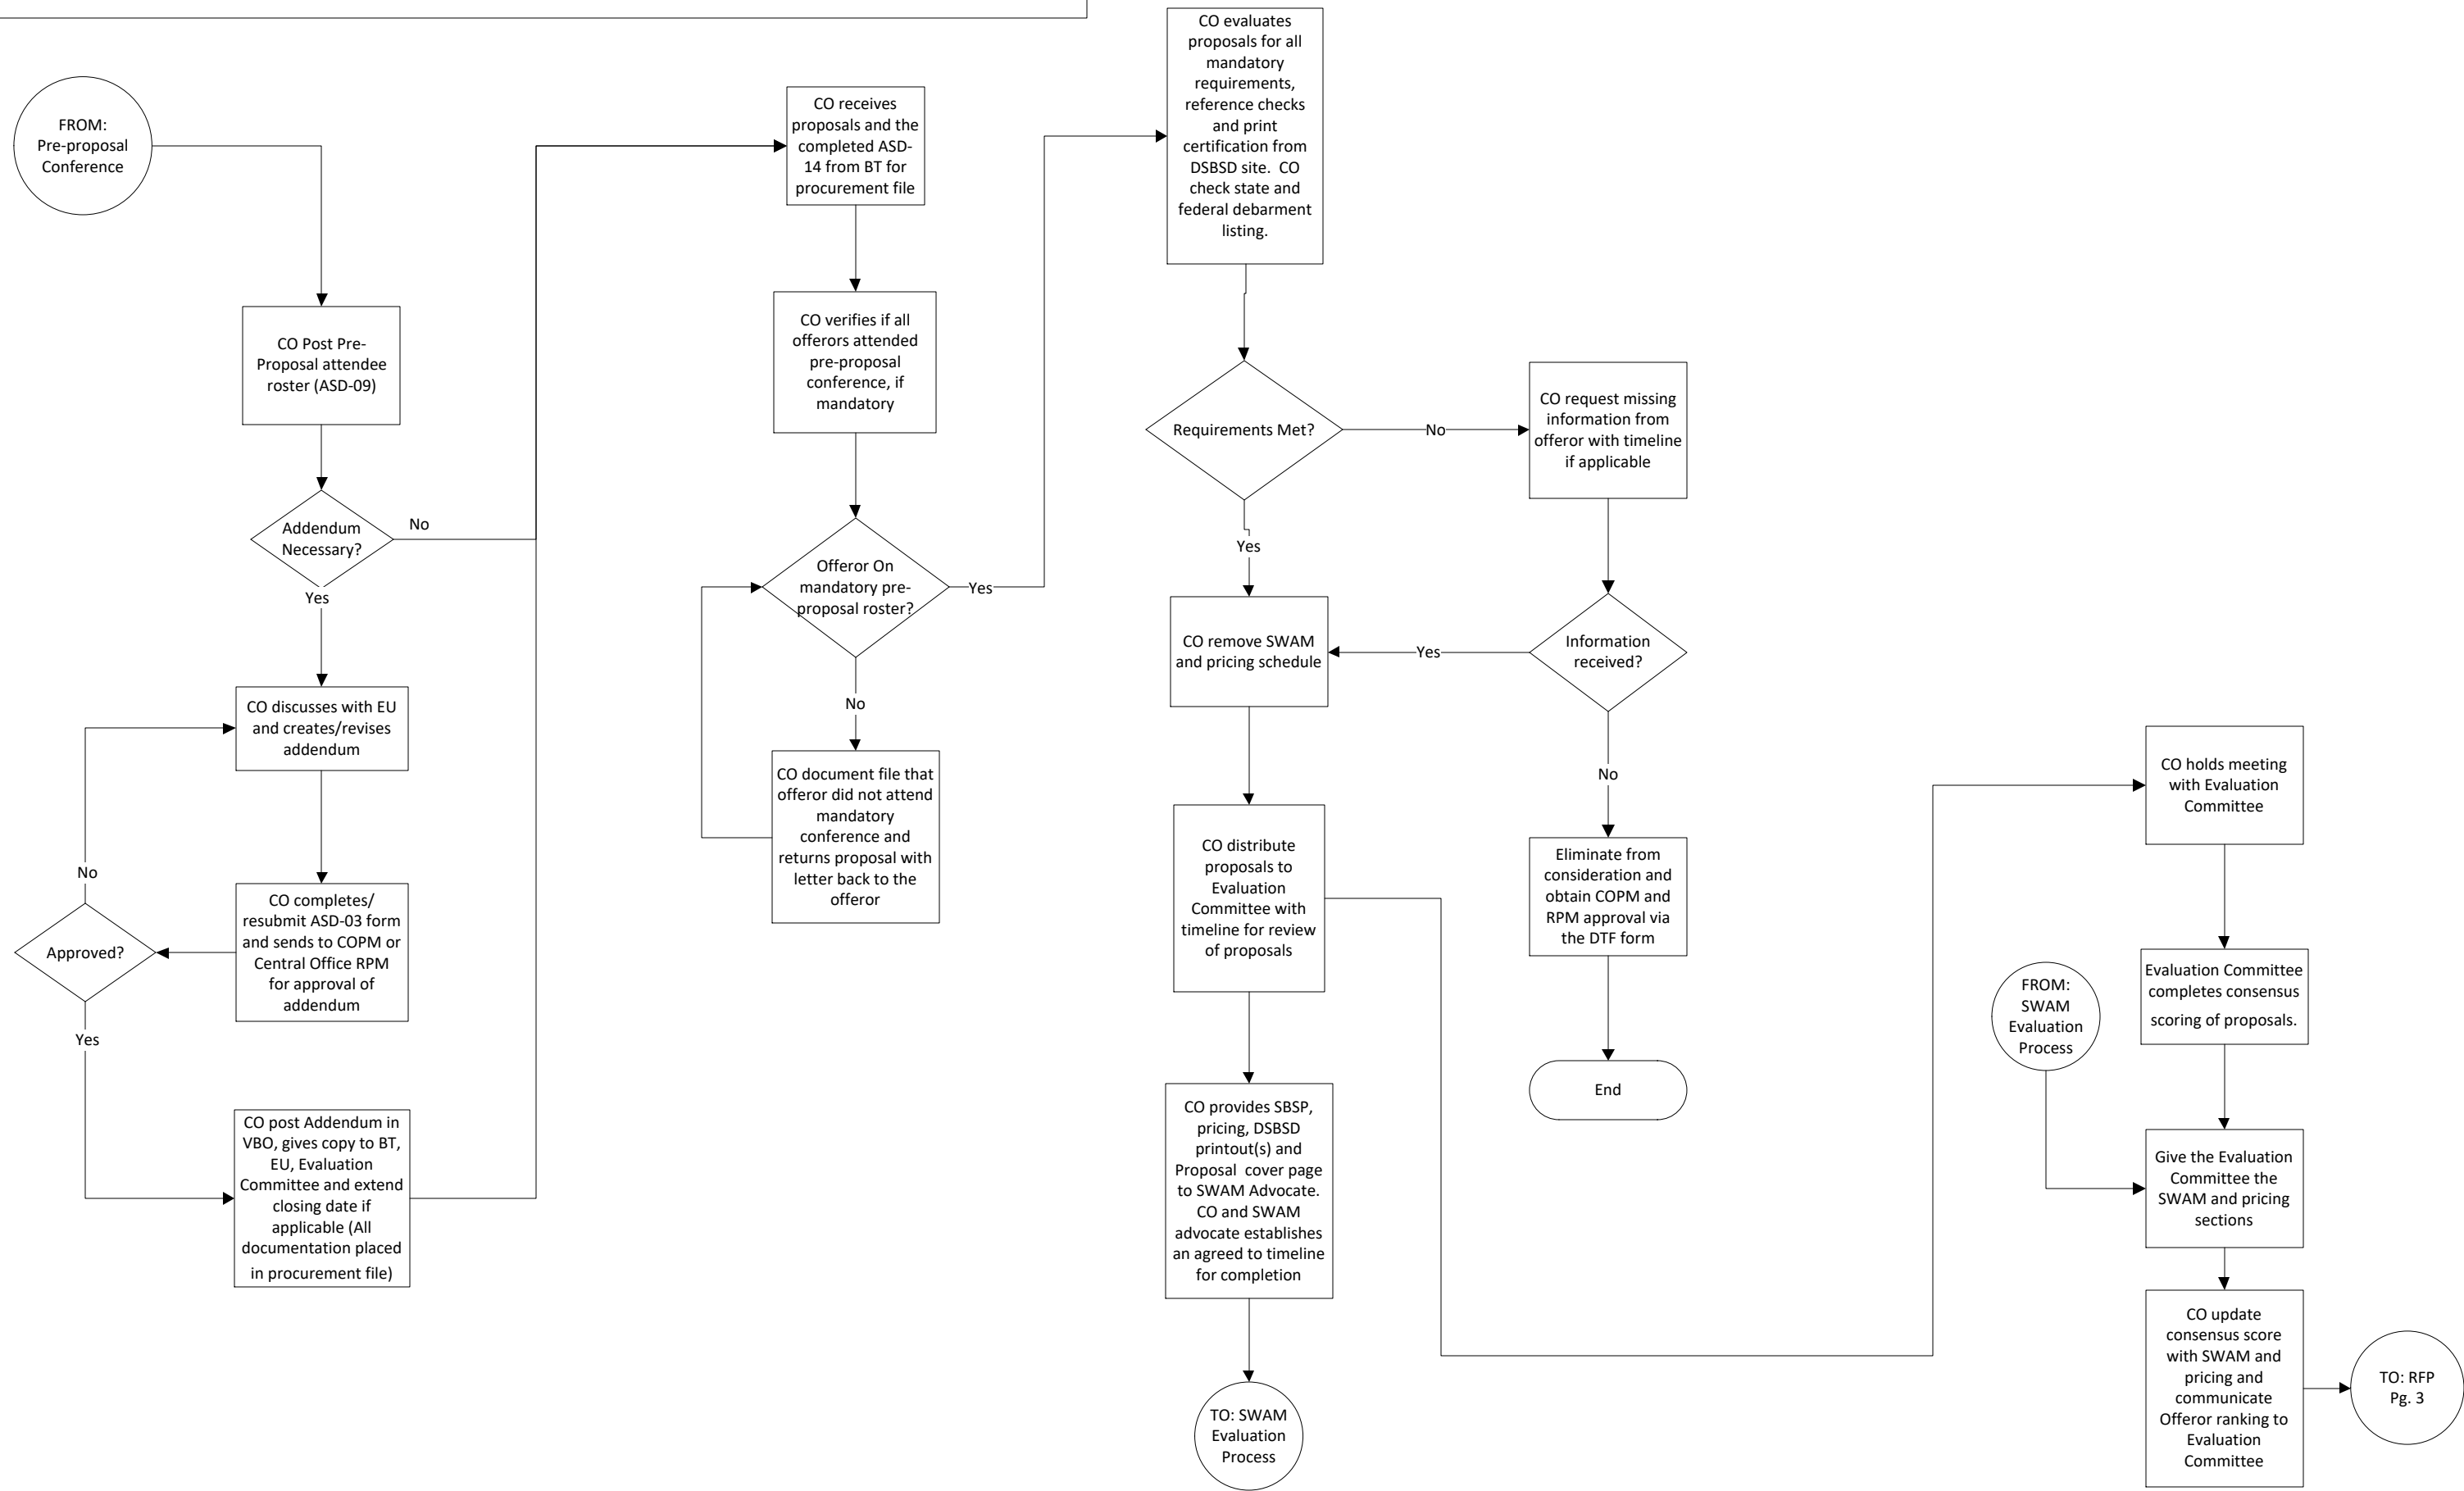 FROM:
Pre-proposal
Conference
CO Post Pre-
Proposal attendee
roster (ASD-09)
Addendum
Necessary?
No
Yes
CO discusses with EU
and creates/revises
addendum
CO completes/
resubmit ASD-03 form
and sends to COPM or
Central Office RPM
for approval of
addendum
Approved?
No
Yes
CO post Addendum in
VBO, gives copy to BT,
EU, Evaluation
Committee and extend
closing date if
applicable (All
documentation placed
in procurement file)
CO receives
proposals and the
completed ASD-
14 from BT for
procurement file
CO verifies if all
offerors attended
pre-proposal
conference, if
mandatory
Offeror On
mandatory pre-
proposal roster?
Yes
No
CO document file that
offeror did not attend
mandatory
conference and
returns proposal with
letter back to the
offeror
CO evaluates
proposals for all
mandatory
requirements,
reference checks
and print
certification from
DSBSD site. CO
check state and
federal debarment
listing.
Requirements Met?
No
Yes
CO request missing
information from
offeror with timeline
if applicable
Information
received?
Yes
No
CO remove SWAM
and pricing schedule
Eliminate from
consideration and
obtain COPM and
RPM approval via
the DTF form
End
CO distribute
proposals to
Evaluation
Committee with
timeline for review
of proposals
CO provides SBSP,
pricing, DSBSD
printout(s) and
Proposal cover page
to SWAM Advocate.
CO and SWAM
advocate establishes
an agreed to timeline
for completion
TO: SWAM
Evaluation
Process
CO holds meeting
with Evaluation
Committee
Evaluation Committee
completes consensus
scoring of proposals.
FROM:
SWAM
Evaluation
Process
Give the Evaluation
Committee the
SWAM and pricing
sections
CO update
consensus score
with SWAM and
pricing and
communicate
Offeror ranking to
Evaluation
Committee
TO: RFP
Pg. 3